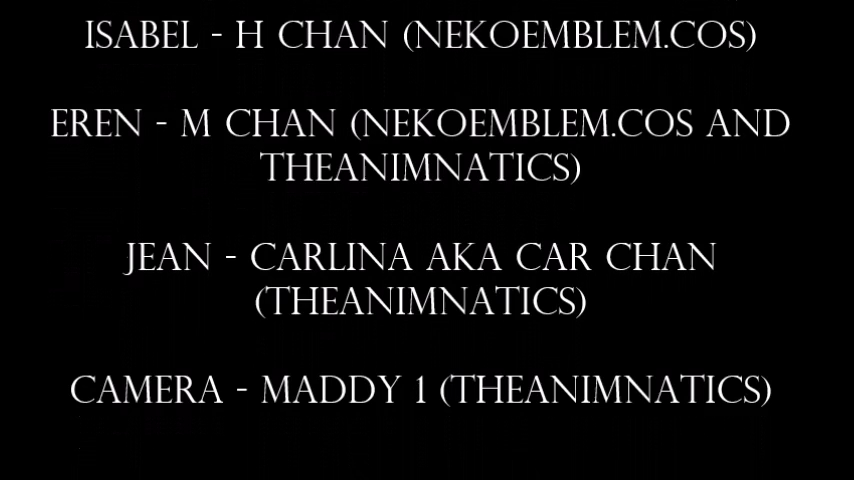 ISABEL - H CHAN (NEKOEMBLEM.COS)
EREN - M CHAN (NEKOEMBLEM.COS AND
THEANIMNATICS)
JEAN - CARLINA AKA CAR CHAN
(THEANIMNATICS)
CAMERA - MADDY 1 (THEANIMNATICS)